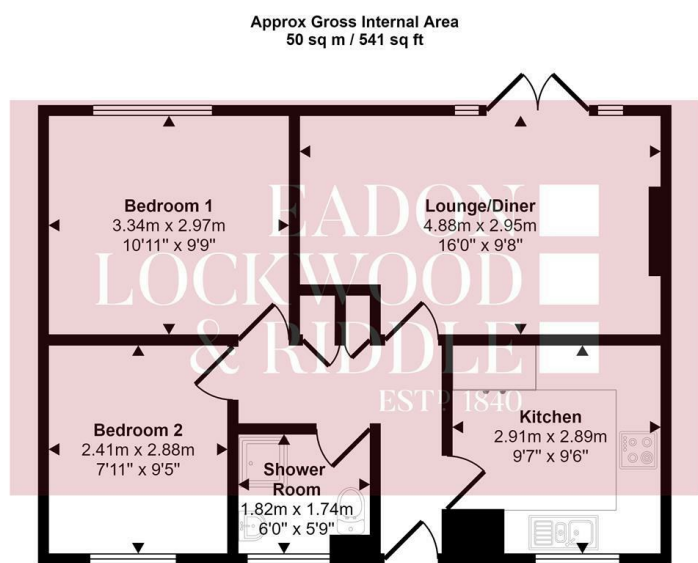 Approx Gross Internal Area
50 sq m / 541 sq ft
Bedroom 1
3.34m x 2.97m
10'11" x 9'9"
Lounge/Diner
4.88m x 2.95m
16'0" x 9'8"
EADON
LOCKWOOD
& RIDDLE
ESTD 1840
Bedroom 2
2.41m x 2.88m
7'11" x 9'5"
Shower
Room
1.82m x 1.74m
6'0" x 5'9"
Kitchen
2.91m x 2.89m
9'7" x 9'6"